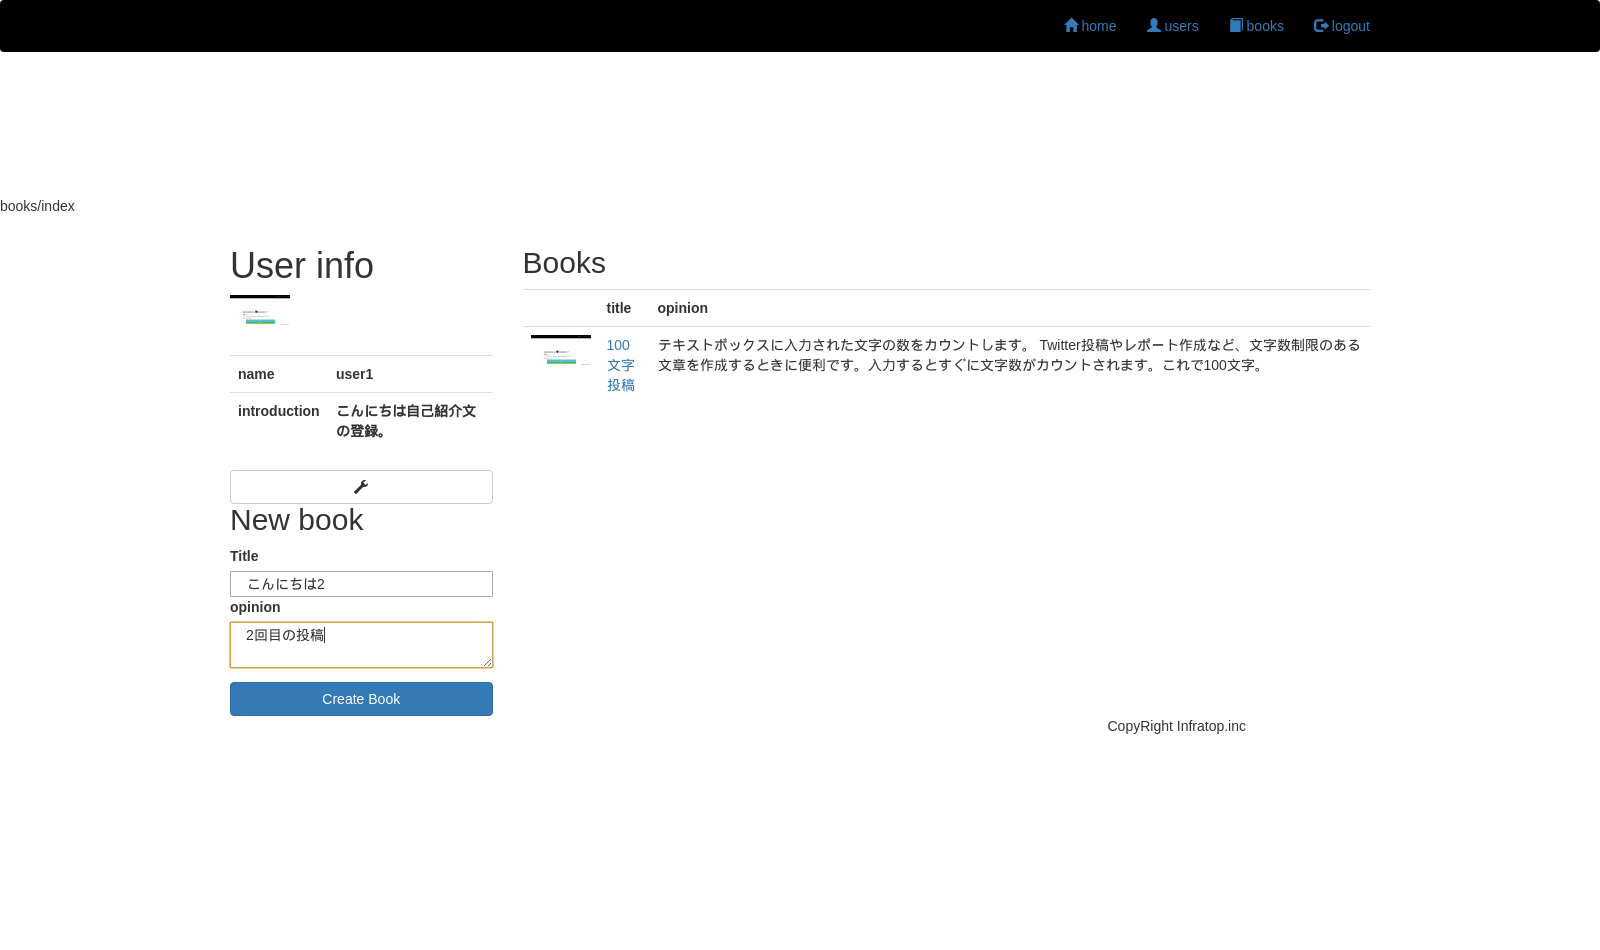 home users books logout
books/index
User info
name user1
introduction こんにちは自己紹介文
の登録。
New book
Title
こんにちは2
opinion
2回目の投稿
Create Book
Books
title opinion
100 テキストボックスに入力された文字の数をカウントします。 Twitter投稿やレポート作成など、文字数制限のある
文字 文章を作成するときに便利です。入力するとすぐに文字数がカウントされます。これで100文字。
投稿
CopyRight Infratop.inc